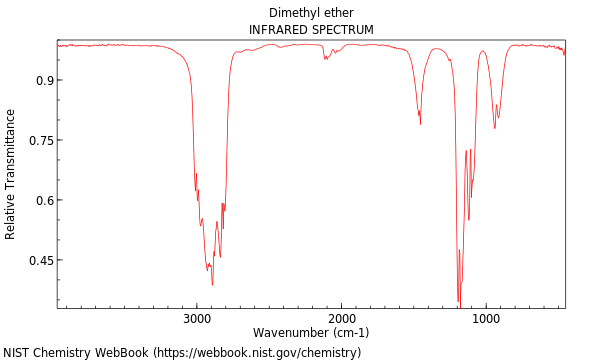 Dimethyl ether
INFRARED SPECTRUM
Relative Transmittance
0.9
0.75
0.6
0.45
3000 2000 1000
Wavenumber (cm-1)
NIST Chemistry WebBook (https://webbook.nist.gov/chemistry)